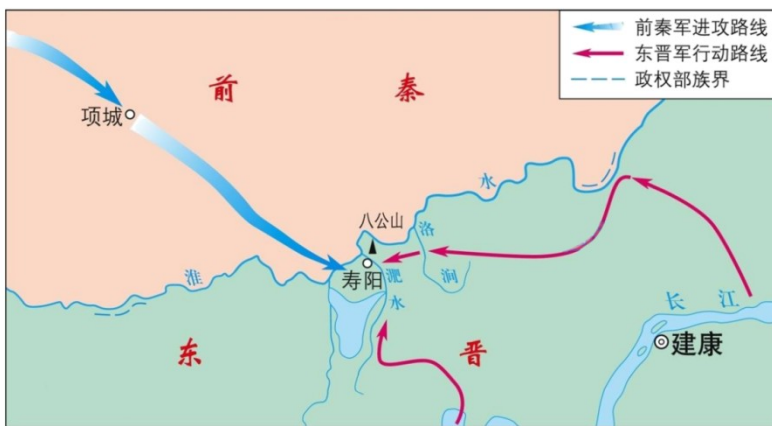 前秦军进攻路线
东晋军行动路线
政权部族界
前 秦
项城
水
八公山
洛
涧
淮
寿阳
淝
水
长 江
建康
东 晋